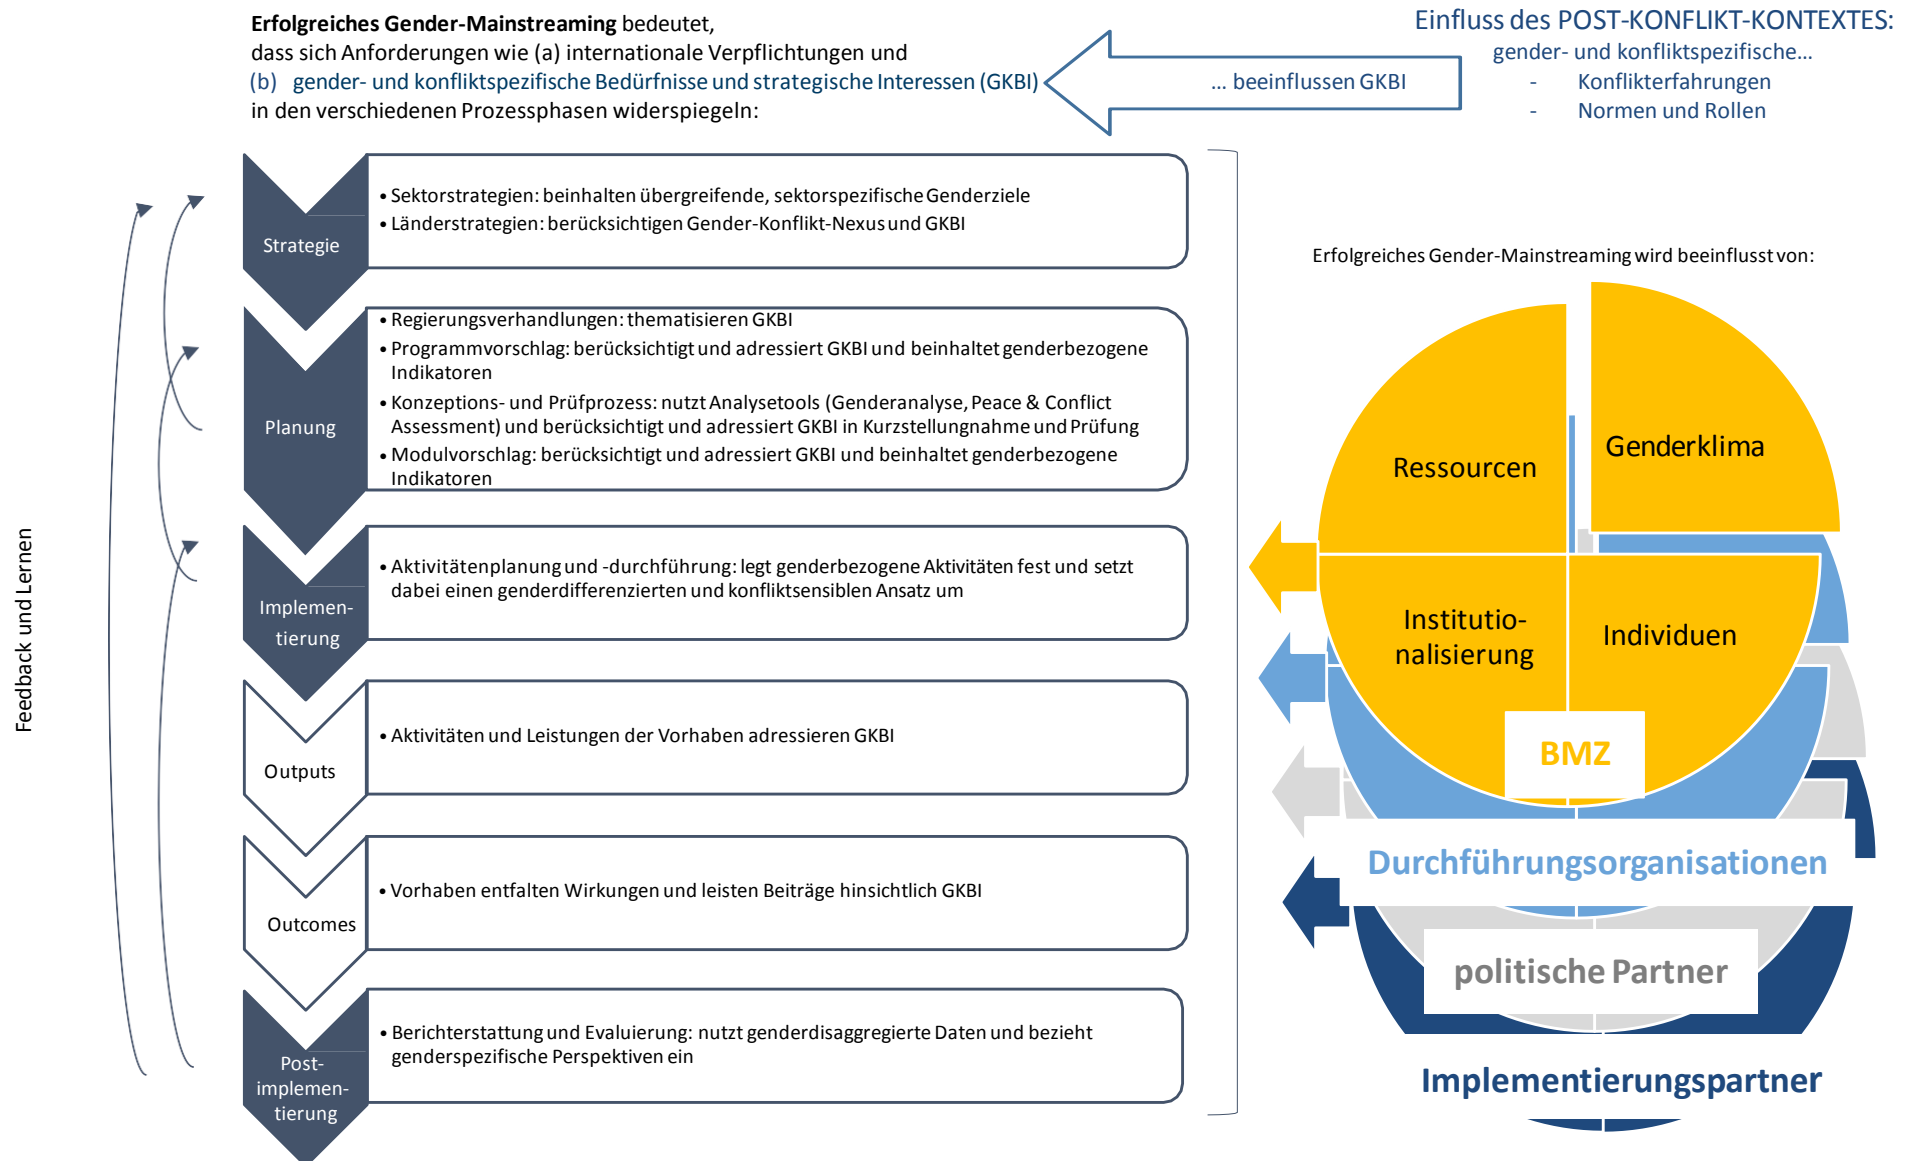 Erfolgreiches Gender-Mainstreaming bedeutet,
dass sich Anforderungen wie (a) internationale Verpflichtungen und
(b) gender- und konfliktspezifische Bedürfnisse und strategische Interessen (GKBI)
in den verschiedenen Prozessphasen widerspiegeln:
... beeinflussen GKBI
Einfluss des POST-KONFLIKT-KONTEXTES:
gender- und konfliktspezifische...
- Konflikterfahrungen
- Normen und Rollen
Feedback und Lernen
Strategie
• Sektorstrategien: beinhalten übergreifende, sektorspezifische Genderziele
• Länderstrategien: berücksichtigen Gender-Konflikt-Nexus und GKBI
Planung
• Regierungsverhandlungen: thematisieren GKBI
• Programmvorschlag: berücksichtigt und adressiert GKBI und beinhaltet genderbezogene
Indikatoren
• Konzeptions- und Prüfprozess: nutzt Analysetools (Genderanalyse, Peace & Conflict
Assessment) und berücksichtigt und adressiert GKBI in Kurzstellungnahme und Prüfung
• Modulvorschlag: berücksichtigt und adressiert GKBI und beinhaltet genderbezogene
Indikatoren
Implemen-
tierung
• Aktivitätenplanung und -durchführung: legt genderbezogene Aktivitäten fest und setzt
dabei einen genderdifferenzierten und konfliktsensiblen Ansatz um
Outputs
• Aktivitäten und Leistungen der Vorhaben adressieren GKBI
Outcomes
• Vorhaben entfalten Wirkungen und leisten Beiträge hinsichtlich GKBI
Post-
implemen-
tierung
• Berichterstattung und Evaluierung: nutzt genderdisaggregierte Daten und bezieht
genderspezifische Perspektiven ein
Erfolgreiches Gender-Mainstreaming wird beeinflusst von:
Ressourcen
Genderklima
Institutio-
nalisierung
Individuen
BMZ
Durchführungsorganisationen
politische Partner
Implementierungspartner